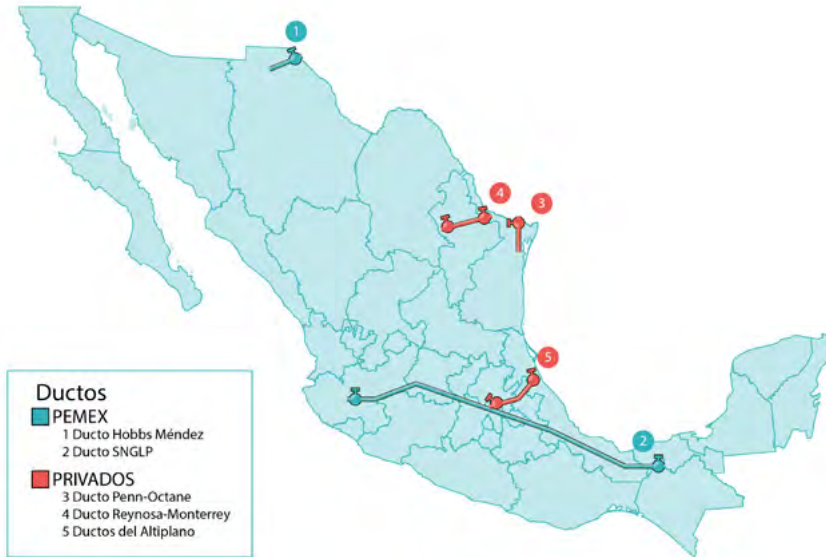 1
4
3
5
2
Ductos
PEMEX
1 Ducto Hobbs Méndez
2 Ducto SNGLP
PRIVADOS
3 Ducto Penn-Octane
4 Ducto Reynosa-Monterrey
5 Ductos del Altiplano